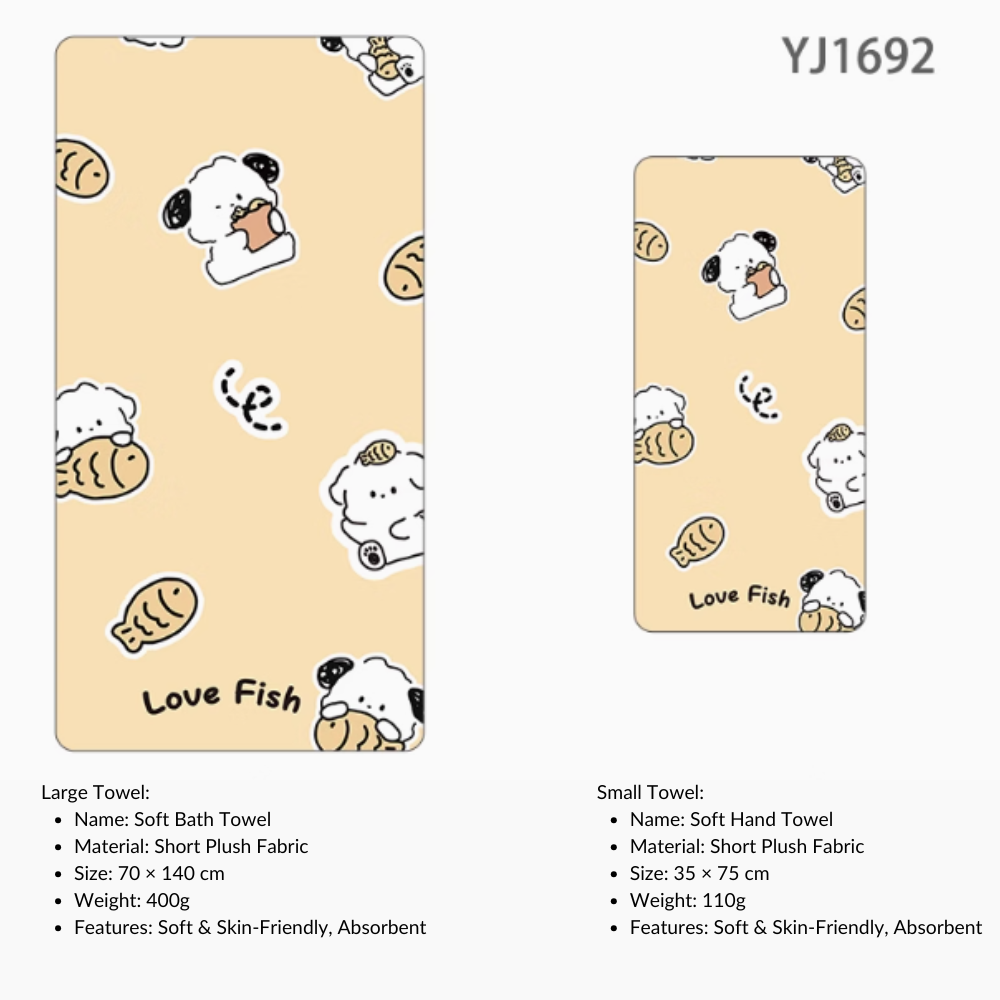 YJ1692
Love Fish
Love Fish
Large Towel:
• Name: Soft Bath Towel
• Material: Short Plush Fabric
• Size: 70 × 140 cm
• Weight: 400g
• Features: Soft & Skin-Friendly, Absorbent
Small Towel:
• Name: Soft Hand Towel
• Material: Short Plush Fabric
• Size: 35 × 75 cm
• Weight: 110g
• Features: Soft & Skin-Friendly, Absorbent